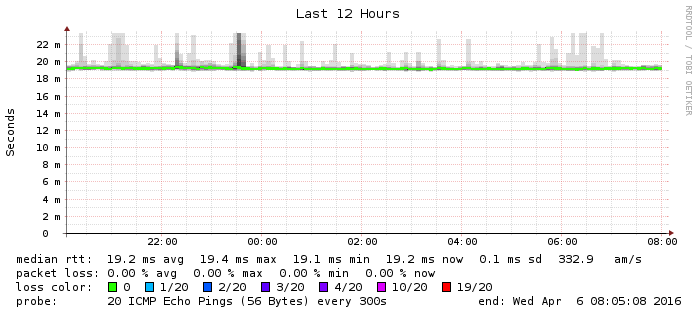 Last 12 Hours
RRDTOOL / TOBI OETIKER
Seconds
22 m
20 m
18 m
16 m
14 m
12 m
10 m
8 m
6 m
4 m
2 m
0
22:00 00:00 02:00 04:00 06:00 08:00
median rtt: 19.2 ms avg 19.4 ms max 19.1 ms min 19.2 ms now 0.1 ms sd 332.9 am/s
packet loss: 0.00 % avg 0.00 % max 0.00 % min 0.00 % now
loss color: 0 1/20 2/20 3/20 4/20 10/20 19/20
probe: 20 ICMP Echo Pings (56 Bytes) every 300s end: Wed Apr 6 08:05:08 2016